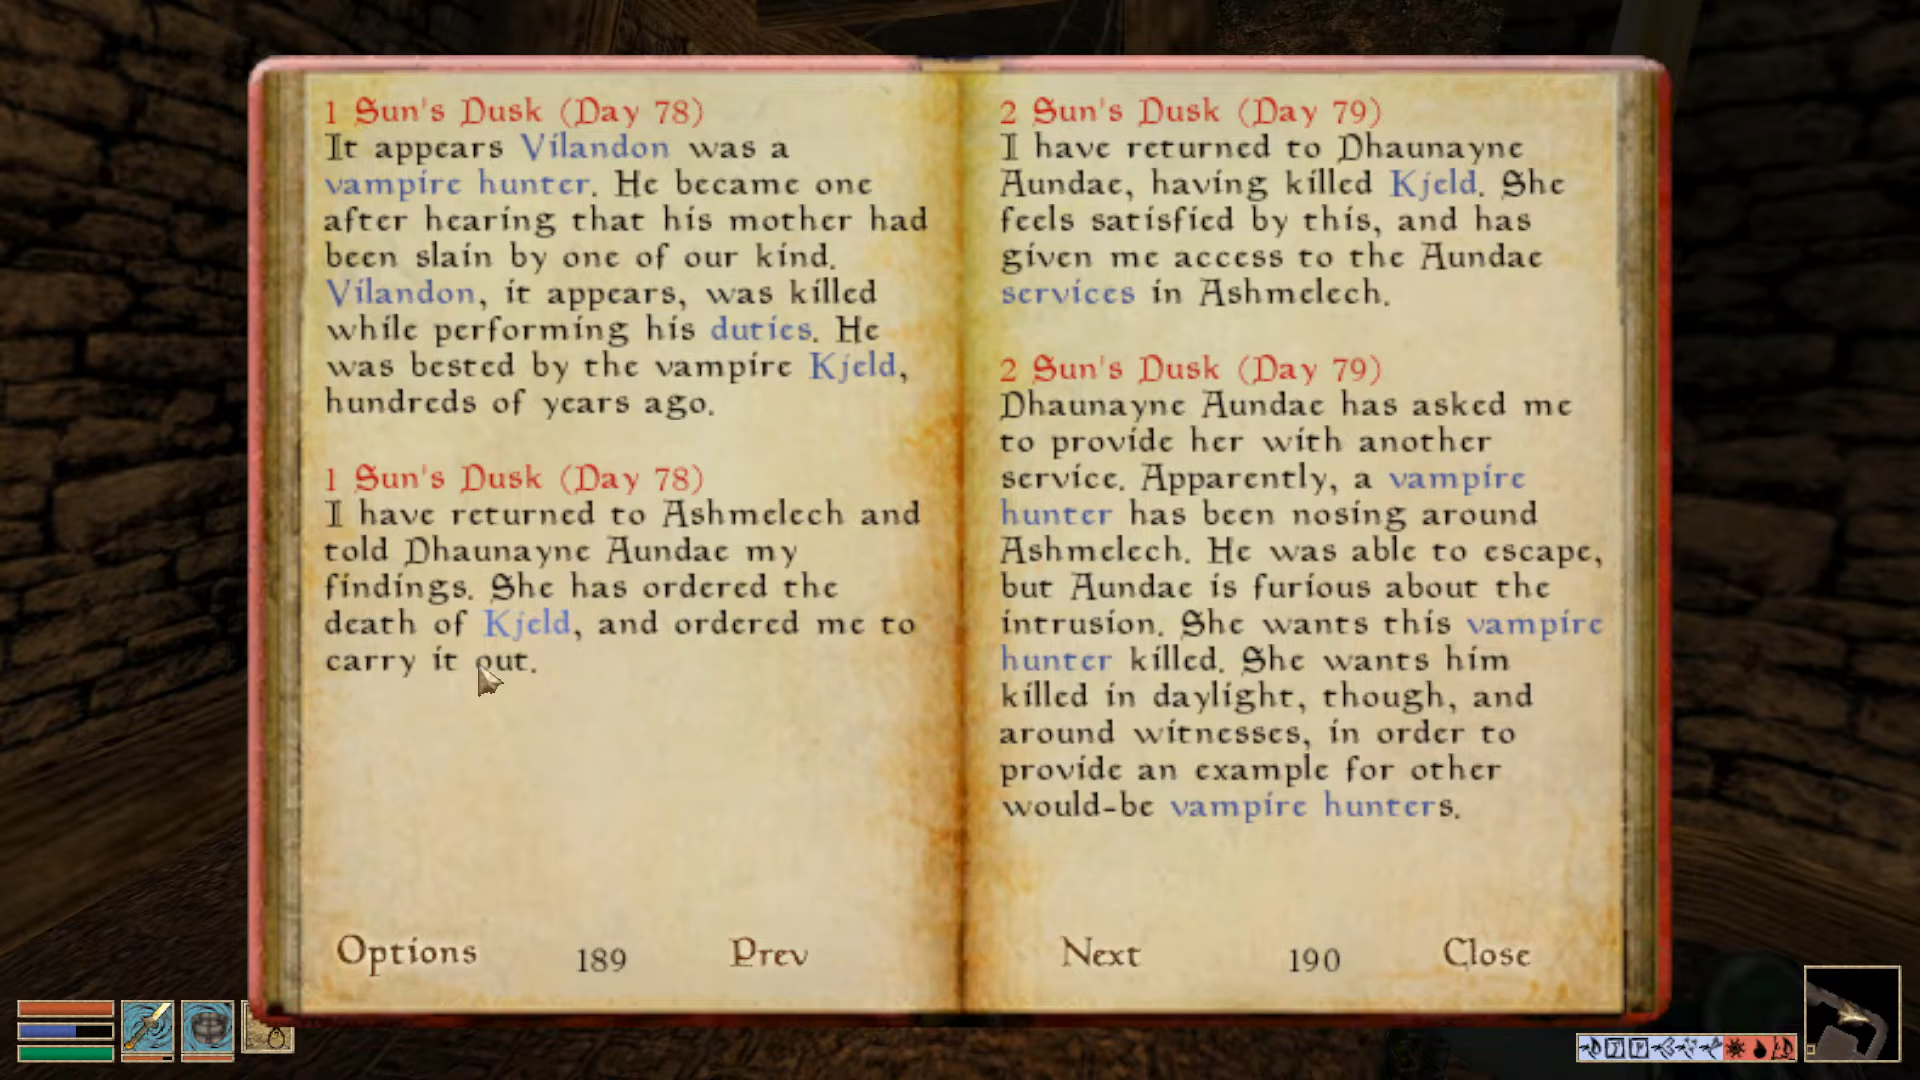 1 Sun's Dusk (Day 78)
It appears Vilandon was a
vampire hunter. He became one
after hearing that his mother had
been slain by one of our kind.
Vilandon, it appears, was killed
while performing his duties. He
was bested by the vampire Kjeld,
hundreds of years ago.
1 Sun's Dusk (Day 78)
I have returned to Ashmelech and
told Dhaunayne Aundae my
findings. She has ordered the
death of Kjeld, and ordered me to
carry it out.
2 Sun's Dusk (Day 79)
I have returned to Dhaunayne
Aundae, having killed Kjeld. She
feels satisfied by this, and has
given me access to the Aundae
services in Ashmelech.
2 Sun's Dusk (Day 79)
Dhaunayne Aundae has asked me
to provide her with another
service. Apparently, a vampire
hunter has been nosing around
Ashmelech. He was able to escape,
but Aundae is furious about the
intrusion. She wants this vampire
hunter killed. She wants him
killed in daylight, though, and
around witnesses, in order to
provide an example for other
would-be vampire hunters.
Options 189 Prev Next 190 Close